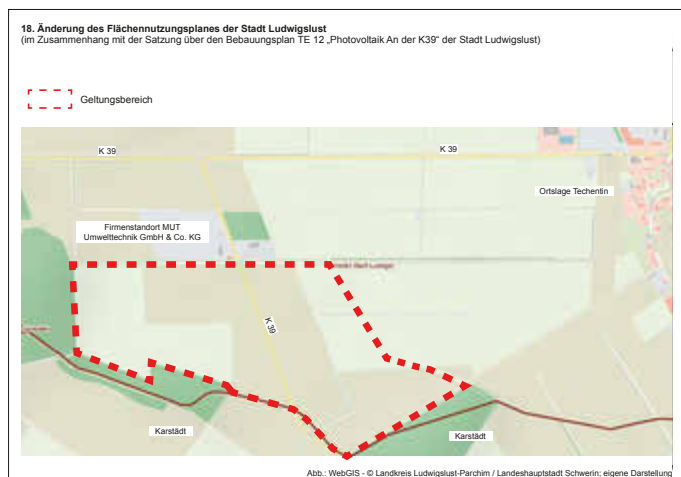 18. Änderung des Flächennutzungsplanes der Stadt Ludwigslust
(im Zusammenhang mit der Satzung über den Bebauungsplan TE 12 „Photovoltaik An der K39“ der Stadt Ludwigslust)
Geltungsbereich
K 39
K 39
Ortslage Techentin
Firmenstandort MUT
Umwelttechnik GmbH & Co. KG
K 39
Karstädt
Karstädt
Abb.: WebGIS - © Landkreis Ludwigslust-Parchim / Landeshauptstadt Schwerin; eigene Darstellung